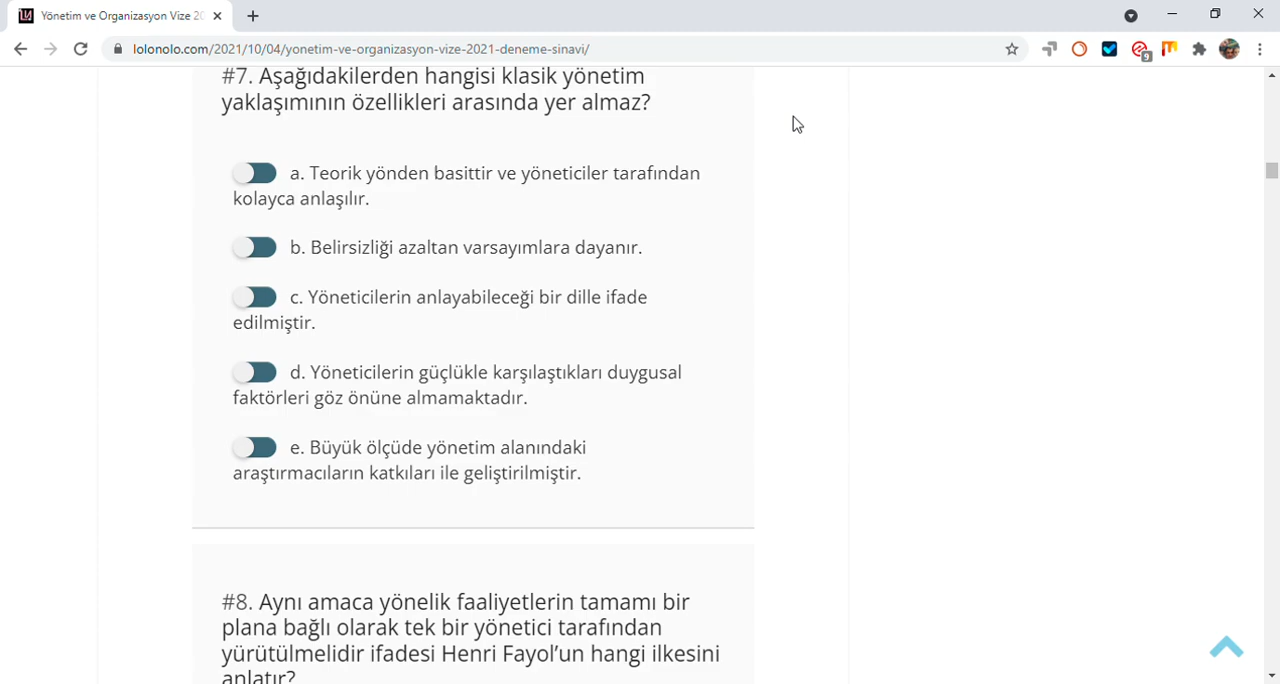 Yönetim ve Organizasyon Vize 20
lolonolo.com/2021/10/04/yonetim-ve-organizasyon-vize-2021-deneme-sinavi/
9
#7. Aşağıdakilerden hangisi klasik yönetim
yaklaşımının özellikleri arasında yer almaz?
a. Teorik yönden basittir ve yöneticiler tarafından
kolayca anlaşılır.
b. Belirsizliği azaltan varsayımlara dayanır.
c. Yöneticilerin anlayabileceği bir dille ifade
edilmiştir.
d. Yöneticilerin güçlükle karşılaştıkları duygusal
faktörleri göz önüne almamaktadır.
e. Büyük ölçüde yönetim alanındaki
araştırmacıların katkıları ile geliştirilmiştir.
#8. Aynı amaca yönelik faaliyetlerin tamamı bir
plana bağlı olarak tek bir yönetici tarafından
yürütülmelidir ifadesi Henri Fayol’un hangi ilkesini
anlatır?